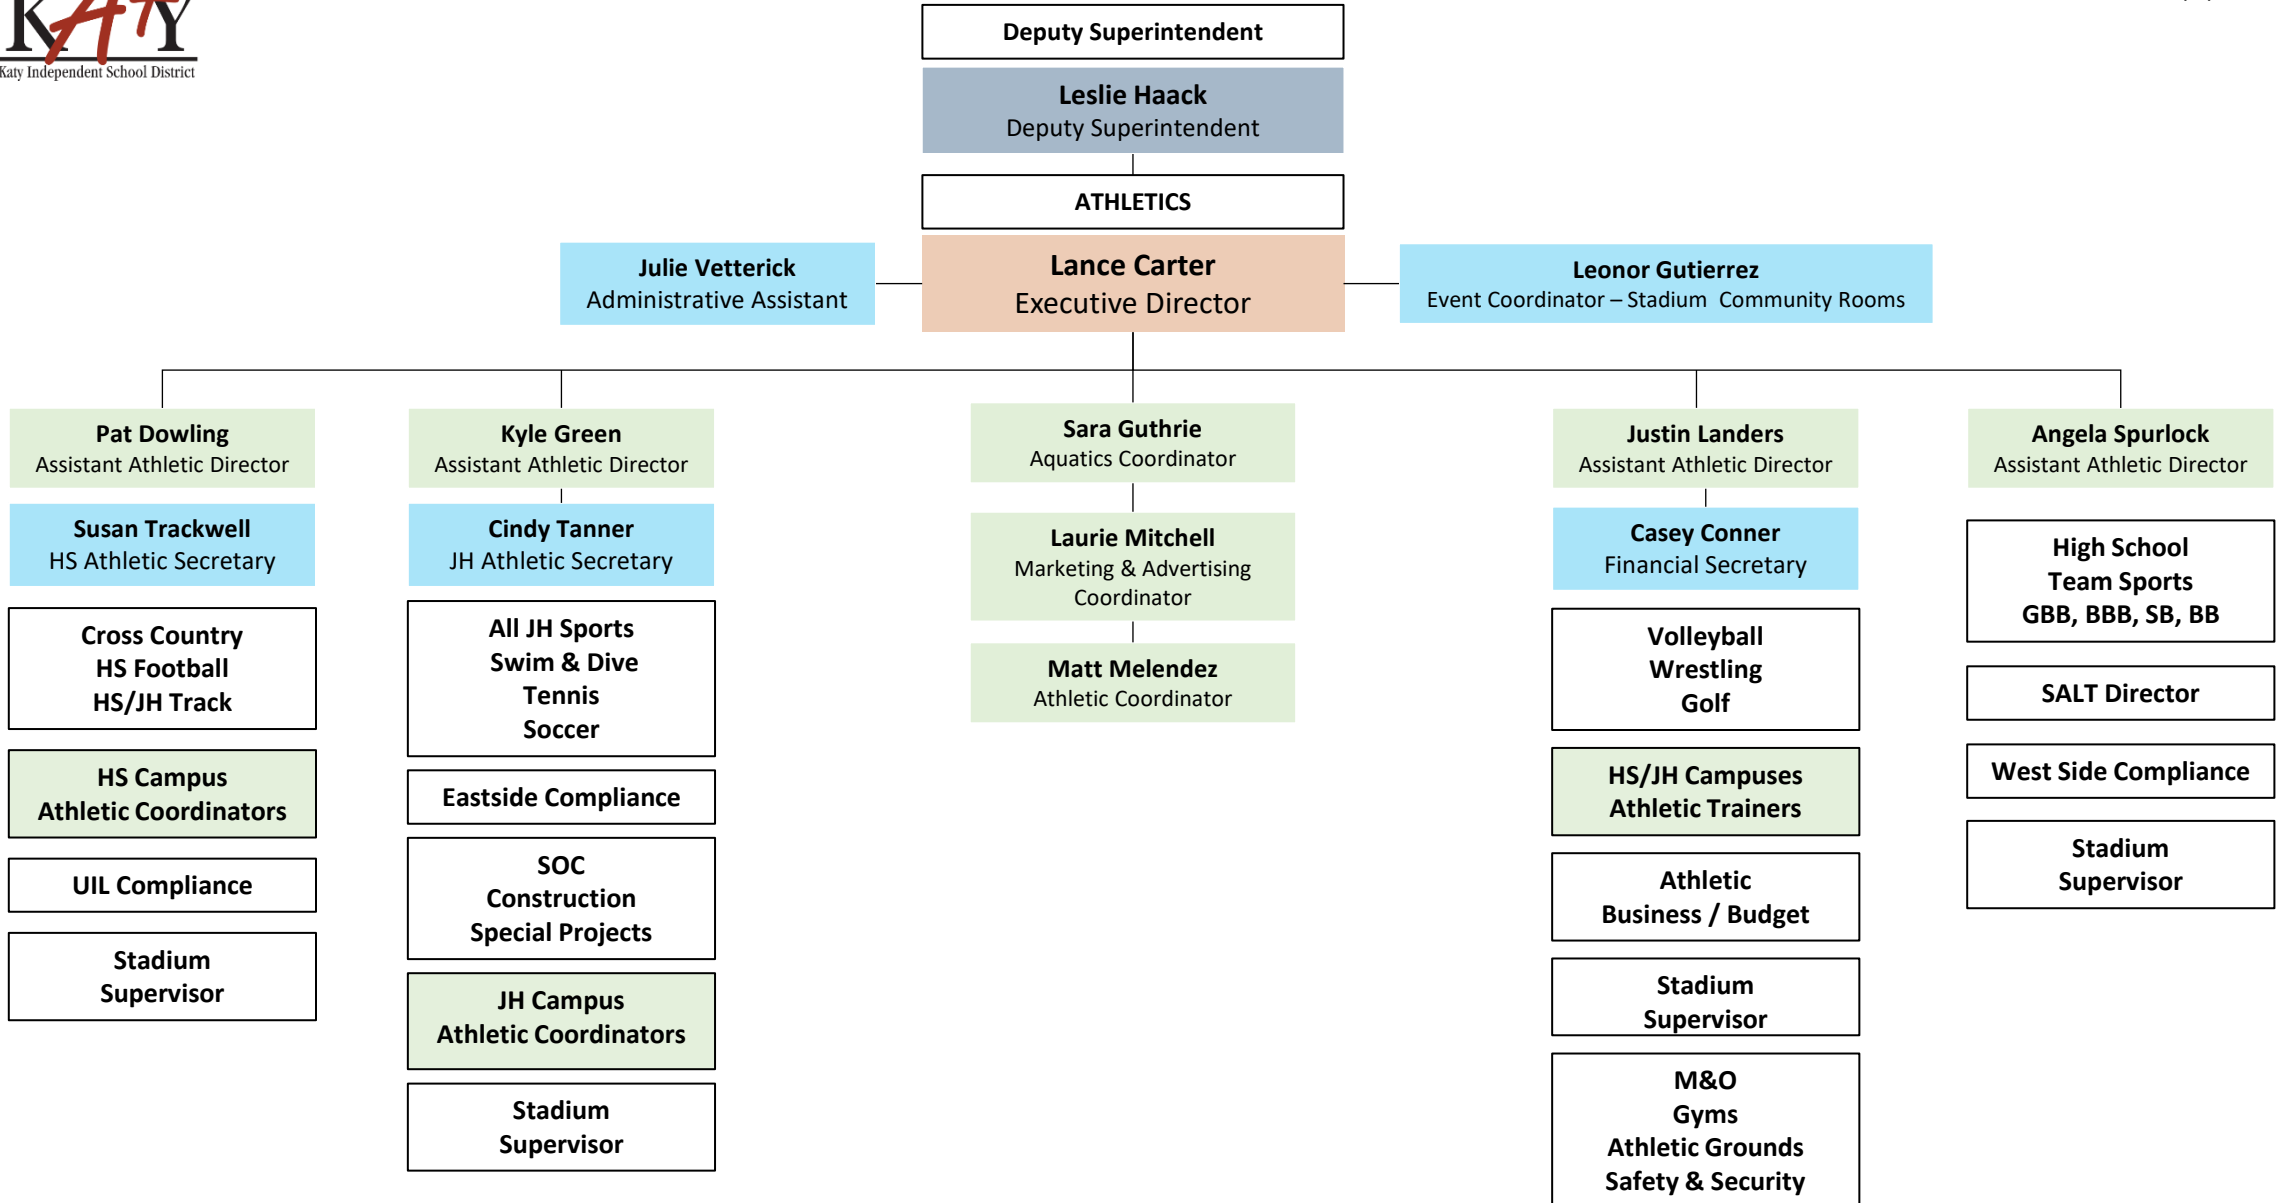 KATY
Katy Independent School District
Deputy Superintendent
Leslie Haack
Deputy Superintendent
ATHLETICS
Julie Vetterick
Administrative Assistant
Lance Carter
Executive Director
Leonor Gutierrez
Event Coordinator – Stadium Community Rooms
Pat Dowling
Assistant Athletic Director
Susan Trackwell
HS Athletic Secretary
Cross Country
HS Football
HS/JH Track
HS Campus
Athletic Coordinators
UIL Compliance
Stadium
Supervisor
Kyle Green
Assistant Athletic Director
Cindy Tanner
JH Athletic Secretary
All JH Sports
Swim & Dive
Tennis
Soccer
Eastside Compliance
SOC
Construction
Special Projects
JH Campus
Athletic Coordinators
Stadium
Supervisor
Sara Guthrie
Aquatics Coordinator
Laurie Mitchell
Marketing & Advertising
Coordinator
Matt Melendez
Athletic Coordinator
Justin Landers
Assistant Athletic Director
Casey Conner
Financial Secretary
Volleyball
Wrestling
Golf
HS/JH Campuses
Athletic Trainers
Athletic
Business / Budget
Stadium
Supervisor
M&O
Gyms
Athletic Grounds
Safety & Security
Angela Spurlock
Assistant Athletic Director
High School
Team Sports
GBB, BBB, SB, BB
SALT Director
West Side Compliance
Stadium
Supervisor